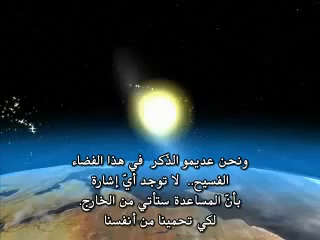 ونحن عديمو الذكر  في هذا الفضاء
الفسيح.. لا توجد أيّ إشارة
بأنّ المساعدة ستأتي من الخارج.
لكي تحمينا من أنفسنا